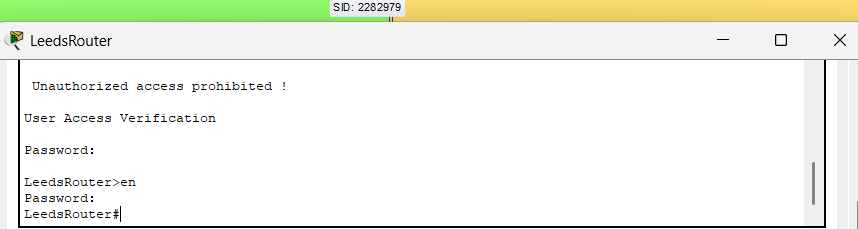 SID: 2282979
LeedsRouter
Unauthorized access prohibited !
User Access Verification
Password:
LeedsRouter>en
Password:
LeedsRouter#